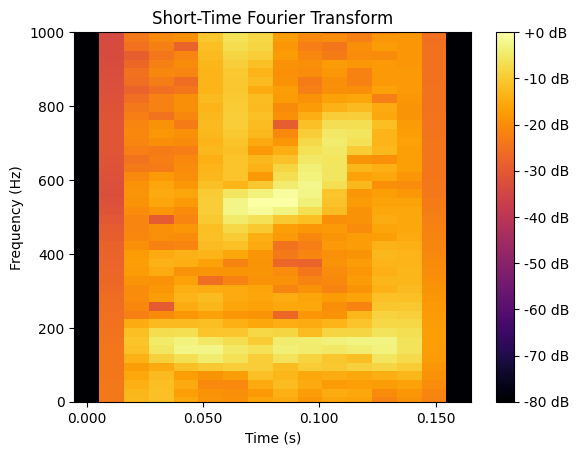 Short-Time Fourier Transform
Frequency (Hz)
1000
800
600
400
200
0
0.000
0.050
0.100
0.150
Time (s)
+0 dB
-10 dB
-20 dB
-30 dB
-40 dB
-50 dB
-60 dB
-70 dB
-80 dB